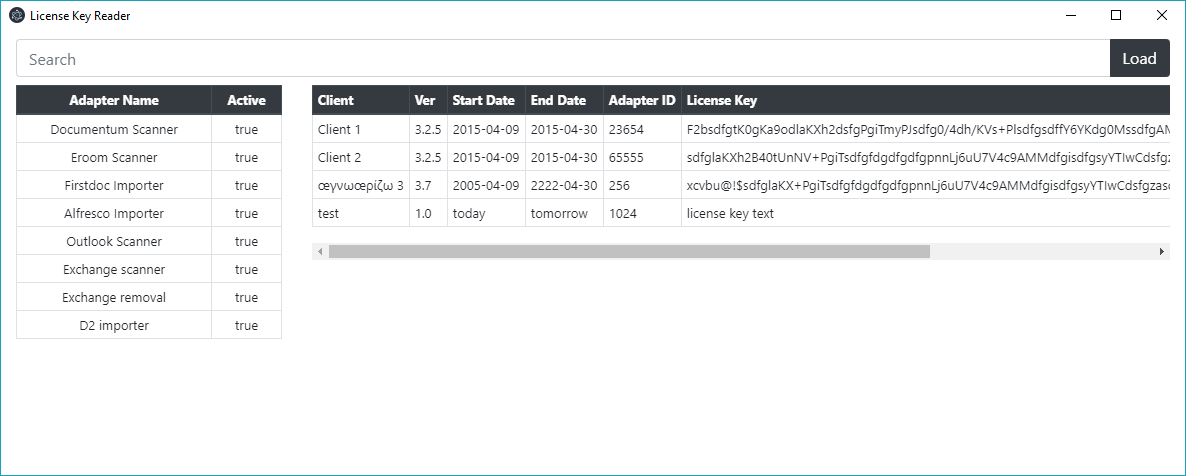 License Key Reader
Search
Load
Adapter Name Active
Documentum Scanner true
Eroom Scanner true
Firstdoc Importer true
Alfresco Importer true
Outlook Scanner true
Exchange scanner true
Exchange removal true
D2 importer true
Client Ver Start Date End Date Adapter ID License Key
Client 1 3.2.5 2015-04-09 2015-04-30 23654 F2bsdfgtK0gKa9odlaKXh2dsfgPgiTmyPJsdfg0/4dh/KVs+PlsdfgsdffY6YKdg0MssdfgAM
Client 2 3.2.5 2015-04-09 2015-04-30 65555 sdfglaKXh2B40tUnNV+PgiTsdfgfdgdfgdfgpnnLj6uU7V4c9AMMdfgisdfgsyYTIwCdsfgz
œγνωœρίζω 3 3.7 2005-04-09 2222-04-30 256 xcvbu@!$sdfglaKX+PgiTsdfgfdgdfgdfgpnnLj6uU7V4c9AMMdfgisdfgsyYTIwCdsfgzasc
test 1.0 today tomorrow 1024 license key text